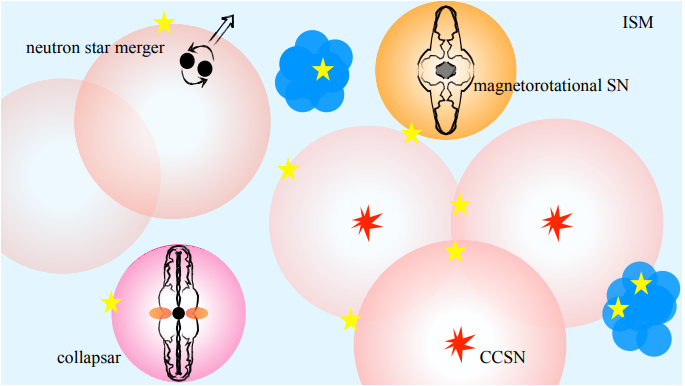 ISM
neutron star merger
magnetorotational SN
collapsar
CCSN